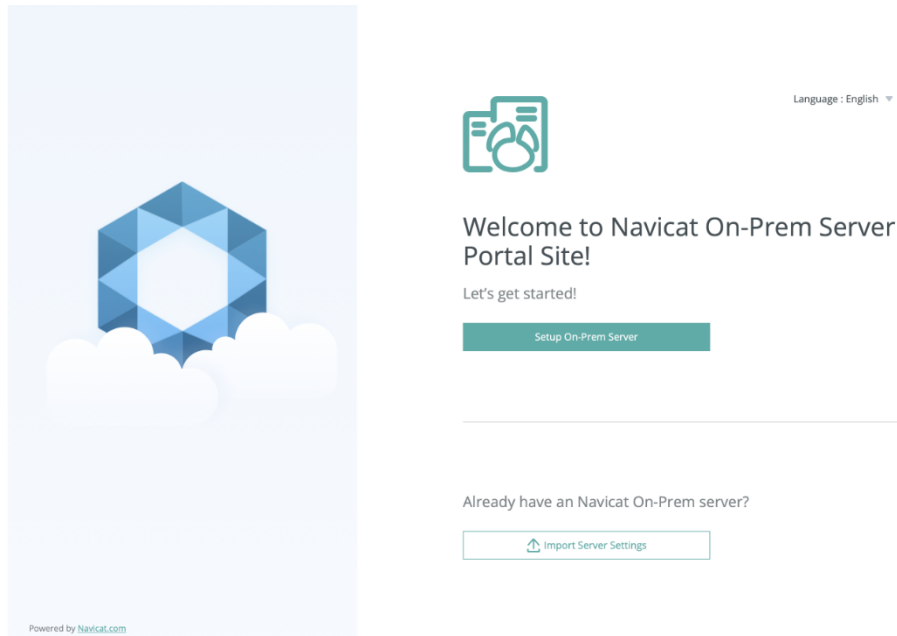 Language : English
Welcome to Navicat On-Prem Server
Portal Site!
Let's get started!
Setup On-Prem Server
Already have an Navicat On-Prem server?
Import Server Settings
Powered by Navicat.com